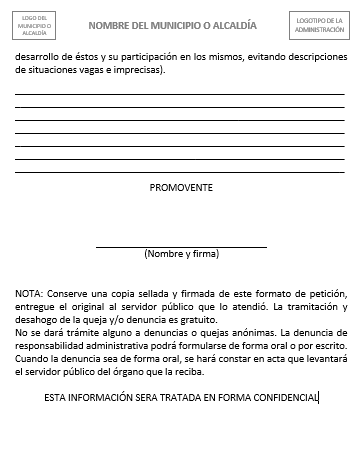 LOGO DEL
MUNICIPIO O
ALCALDÍA
NOMBRE DEL MUNICIPIO O ALCALDÍA
LOGOTIPO DE LA
ADMINISTRACIÓN
desarrollo de éstos y su participación en los mismos, evitando descripciones
de situaciones vagas e imprecisas).
PROMOVENTE
(Nombre y firma)
NOTA: Conserve una copia sellada y firmada de este formato de petición,
entregue el original al servidor público que lo atendió. La tramitación y
desahogo de la queja y/o denuncia es gratuito.
No se dará trámite alguno a denuncias o quejas anónimas. La denuncia de
responsabilidad administrativa podrá formularse de forma oral o por escrito.
Cuando la denuncia sea de forma oral, se hará constar en acta que levantará
el servidor público del órgano que la reciba.
ESTA INFORMACIÓN SERA TRATADA EN FORMA CONFIDENCIAL